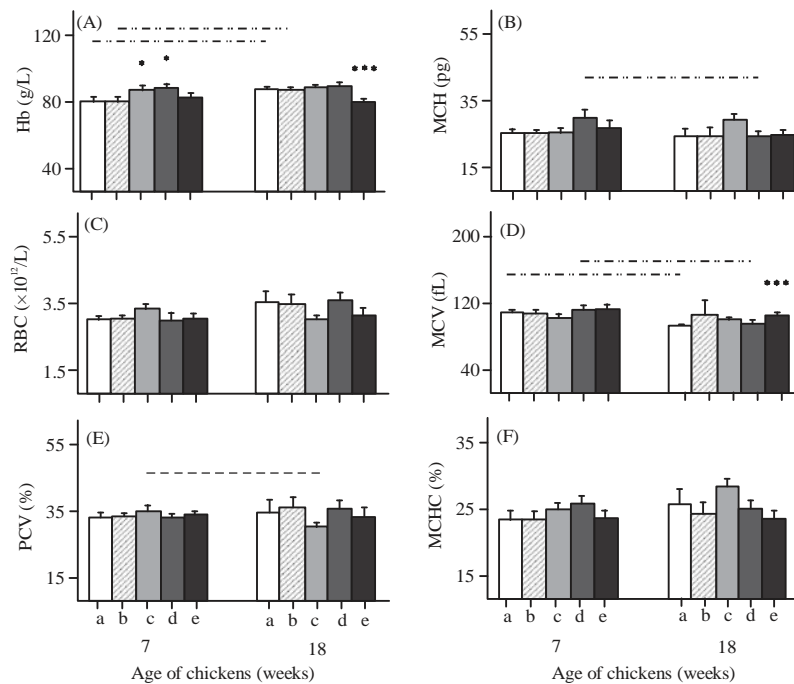 (A)
Hb (g/L)
120
80
40
*
*
***
(B)
MCH (pg)
55
35
15
(C)
RBC (×10¹²/L)
5.5
3.5
1.5
(D)
MCV (fL)
200
120
40
***
(E)
PCV (%)
55
35
15
a b c d e a b c d e
7 18
Age of chickens (weeks)
(F)
MCHC (%)
35
25
15
a b c d e a b c d e
7 18
Age of chickens (weeks)